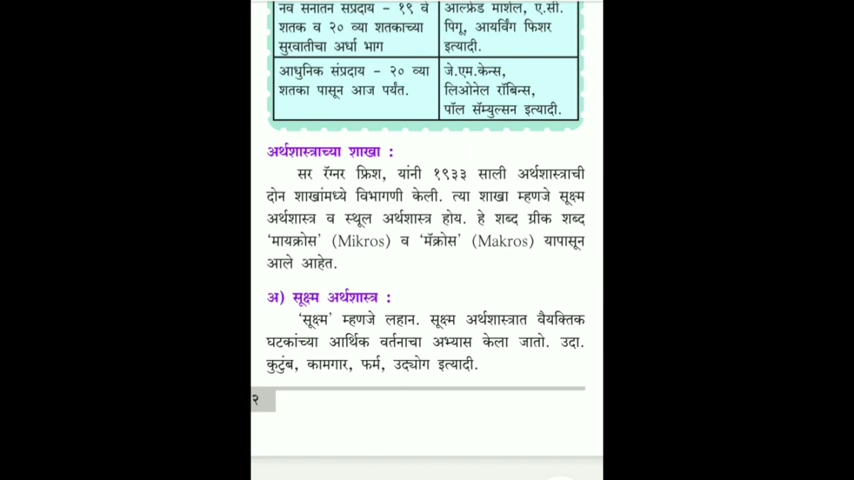 नव सनातन संप्रदाय – १९ वे
शतक व २० व्या शतकाच्या
सुरवातीचा अर्धा भाग
आल्फ्रेड मार्शल, ए.सी.
पिगू, आयर्विंग फिशर
इत्यादी.
आधुनिक संप्रदाय – २० व्या
शतका पासून आज पर्यंत.
जे.एम.केन्स,
लिओनेल रॉबिन्स,
पॉल सॅम्युल्सन इत्यादी.
अर्थशास्त्राच्या शाखा :
सर रॅग्नर फ्रिश, यांनी १९३३ साली अर्थशास्त्राची
दोन शाखांमध्ये विभागणी केली. त्या शाखा म्हणजे सूक्ष्म
अर्थशास्त्र व स्थूल अर्थशास्त्र होय. हे शब्द ग्रीक शब्द
‘मायक्रोस’ (Mikros) व ‘मॅक्रोस’ (Makros) यापासून
आले आहेत.
अ) सूक्ष्म अर्थशास्त्र :
‘सूक्ष्म’ म्हणजे लहान. सूक्ष्म अर्थशास्त्रात वैयक्तिक
घटकांच्या आर्थिक वर्तनाचा अभ्यास केला जातो. उदा.
कुटुंब, कामगार, फर्म, उद्योग इत्यादी.
२